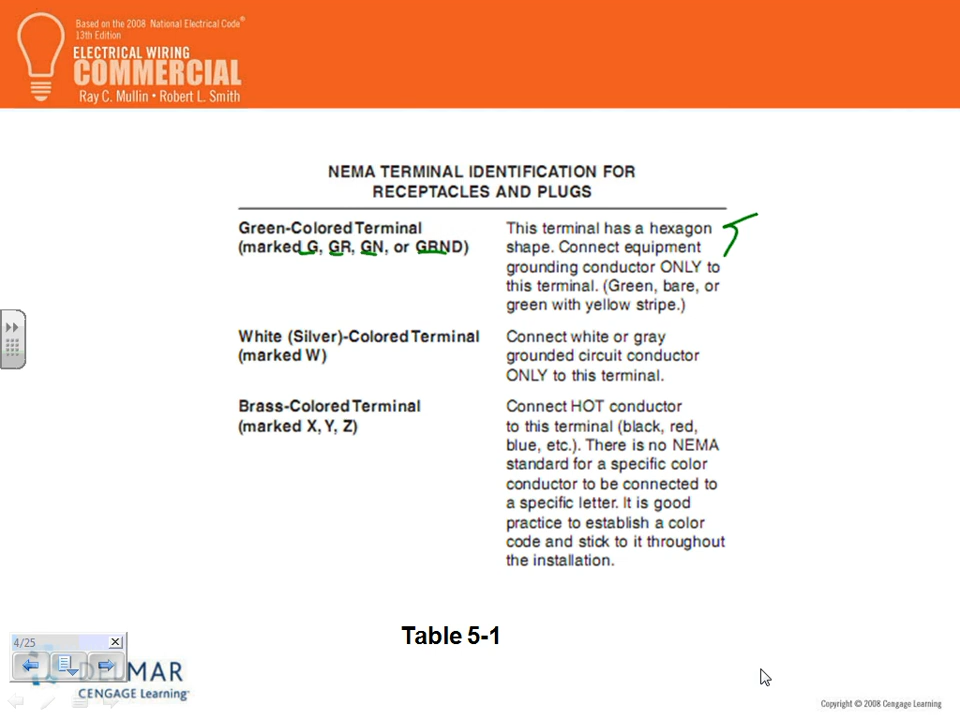 Based on the 2008 National Electrical Code®
13th Edition
ELECTRICAL WIRING
COMMERCIAL
Ray C. Mullin • Robert L. Smith
NEMA TERMINAL IDENTIFICATION FOR
RECEPTACLES AND PLUGS
Green-Colored Terminal
(marked G, GR, GN, or GRND)
This terminal has a hexagon
shape. Connect equipment
grounding conductor ONLY to
this terminal. (Green, bare, or
green with yellow stripe.)
White (Silver)-Colored Terminal
(marked W)
Connect white or gray
grounded circuit conductor
ONLY to this terminal.
Brass-Colored Terminal
(marked X, Y, Z)
Connect HOT conductor
to this terminal (black, red,
blue, etc.). There is no NEMA
standard for a specific color
conductor to be connected to
a specific letter. It is good
practice to establish a color
code and stick to it throughout
the installation.
Table 5-1
4/25
DELMAR
CENGAGE Learning
Copyright © 2008 Cengage Learning